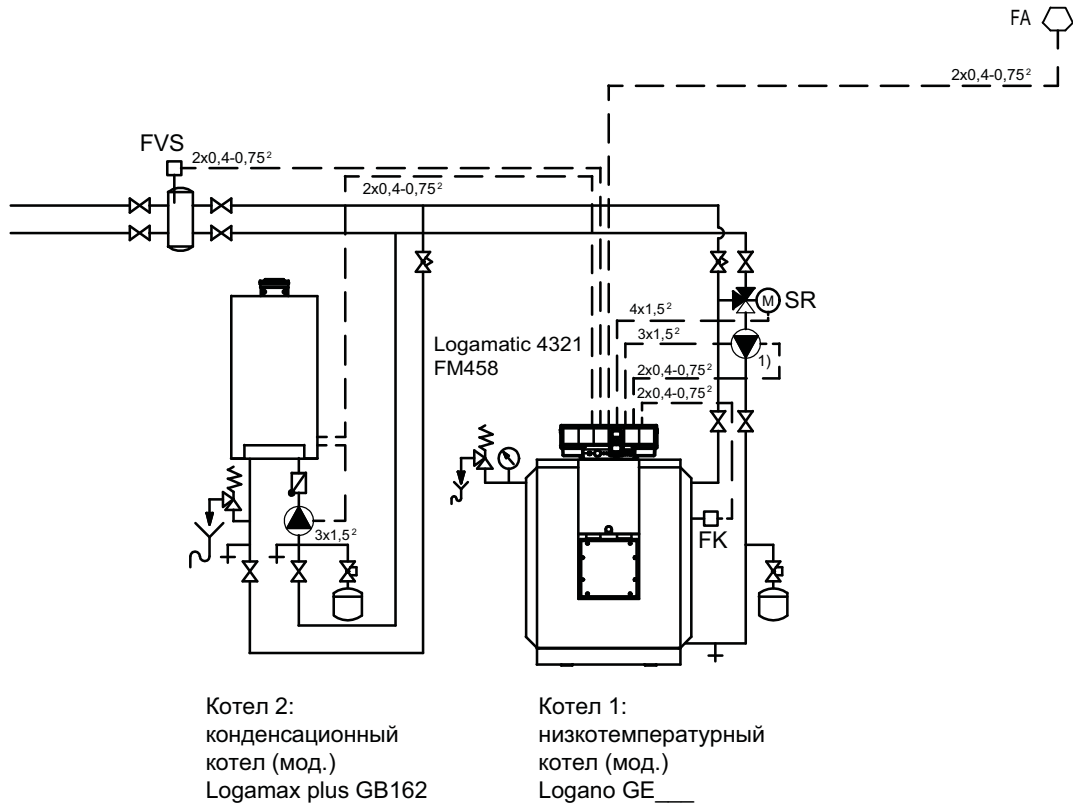 FA
2x0,4-0,75²
FVS
2x0,4-0,75²
2x0,4-0,75²
4x1,5²
SR
M
3x1,5²
1)
Logamatic 4321
FM458
2x0,4-0,75²
2x0,4-0,75²
3x1,5²
FK
Котел 2:
конденсационный
котел (мод.)
Logamax plus GB162
Котел 1:
низкотемпературный
котел (мод.)
Logano GE___